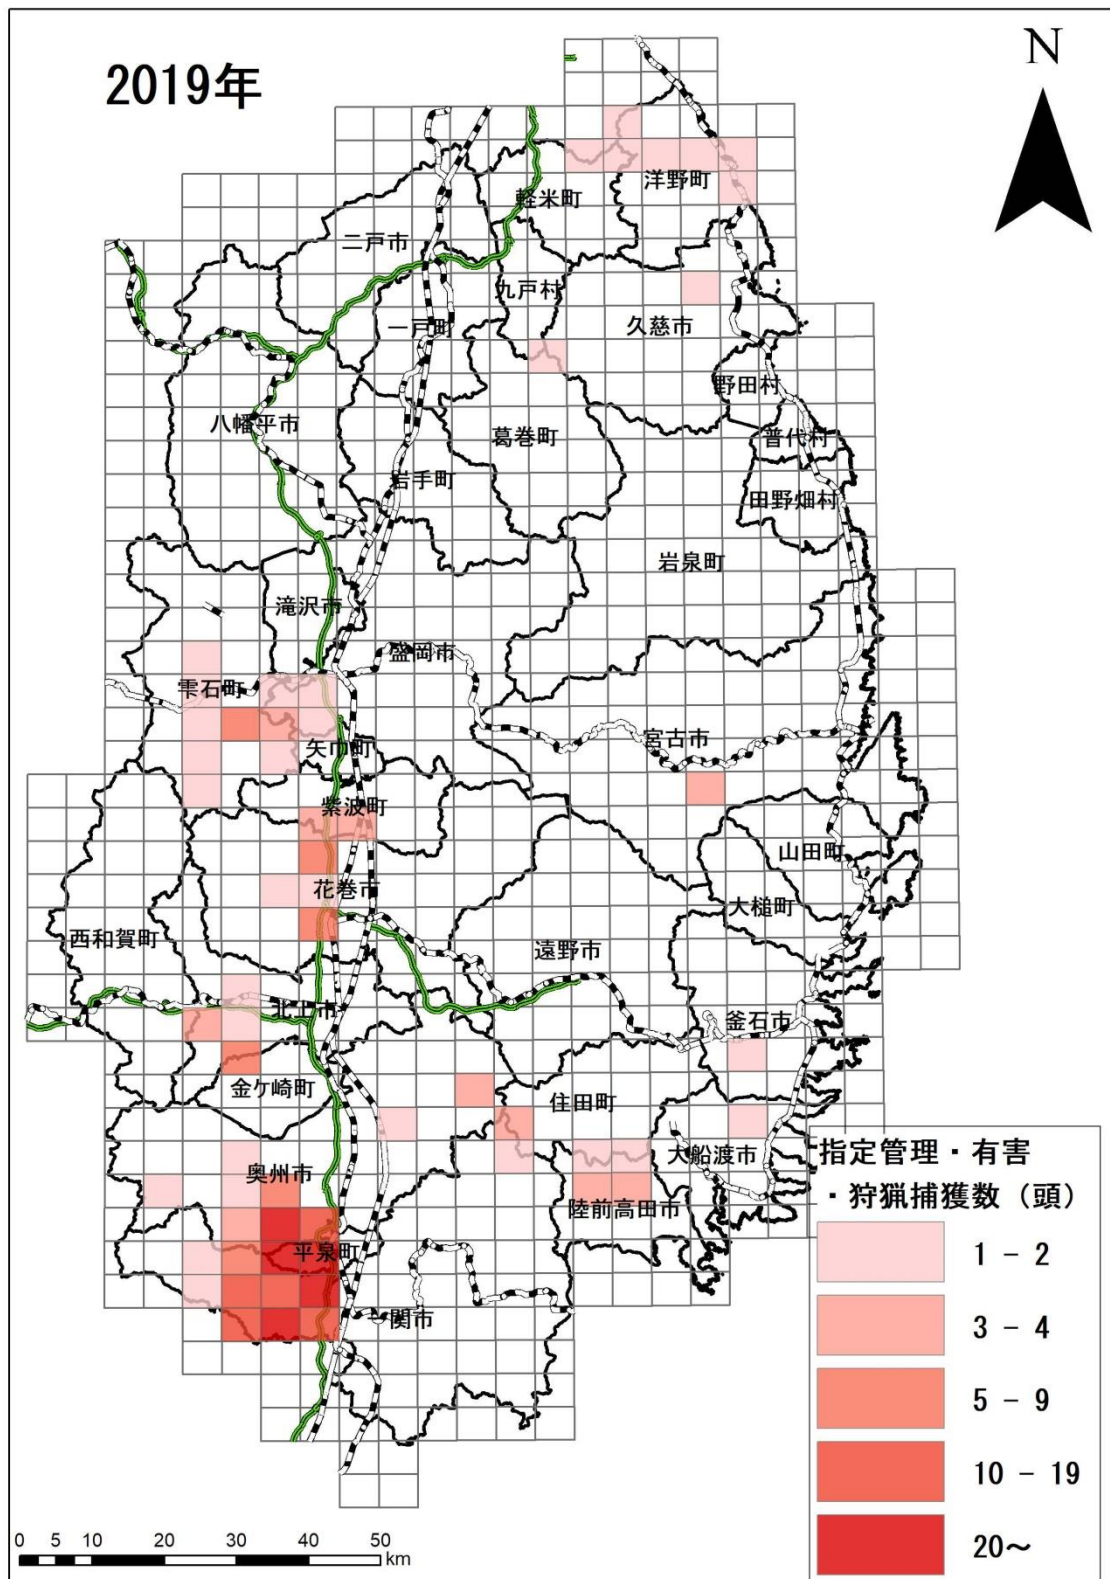 2019年
N
洋野町
軽米町
二戸市
九戸村
一戸町
久慈市
野田村
八幡平市
葛巻町
普代村
岩手町
田野畑村
岩泉町
滝沢市
盛岡市
雫石町
宮古市
矢巾町
紫波町
山田町
花巻市
大槌町
西和賀町
遠野市
北上市
釜石市
金ケ崎町
住田町
大船渡市
奥州市
陸前高田市
平泉町
一関市
指定管理・有害
・狩猟捕獲数（頭）
1 - 2
3 - 4
5 - 9
10 - 19
20～
0 5 10 20 30 40 50
km